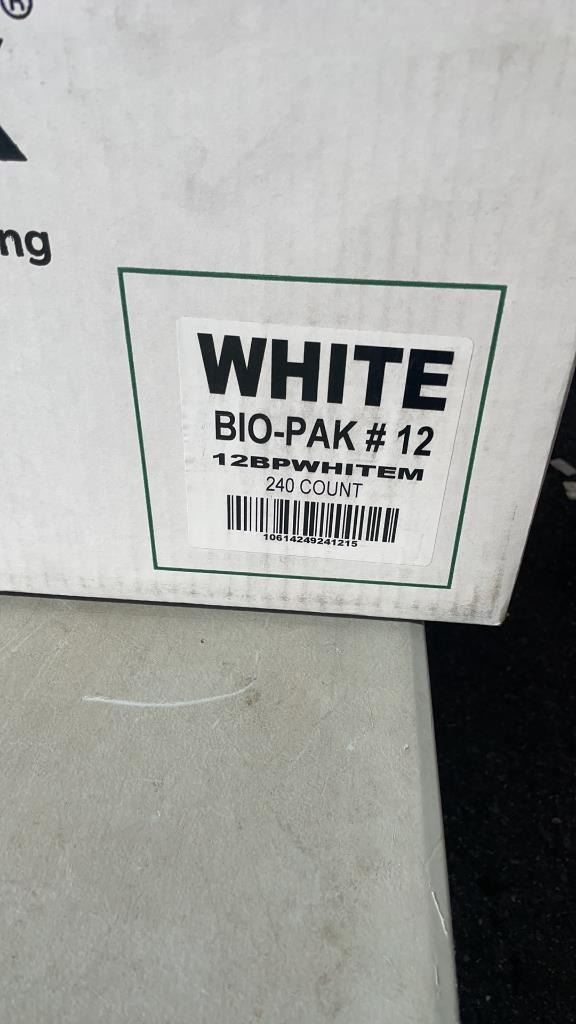 ®
ng
WHITE
BIO-PAK # 12
12BPWHITEM
240 COUNT
10614249241215